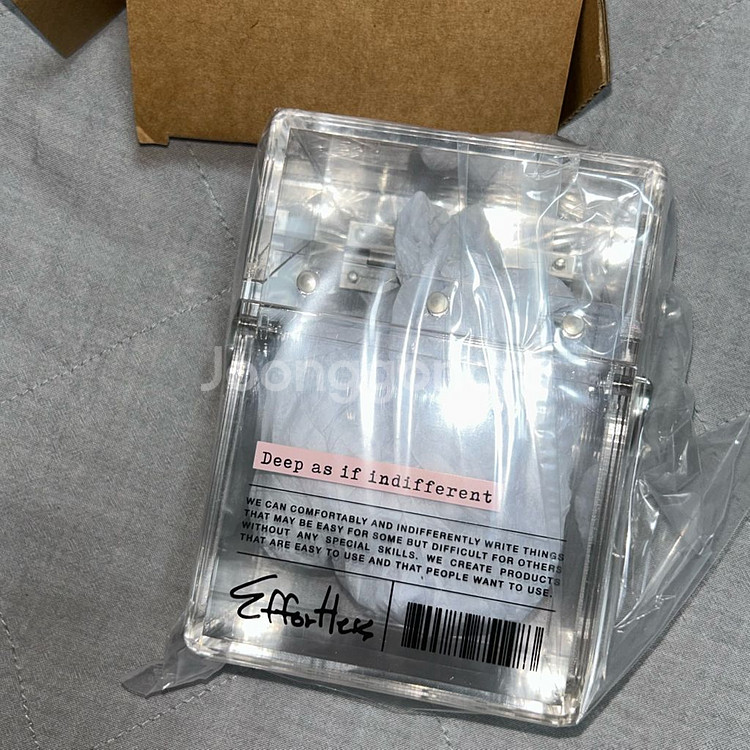 Deep as if indifferent
WE CAN COMFORTABLY AND INDIFFERENTLY WRITE THINGS
THAT MAY BE EASY FOR SOME BUT DIFFICULT FOR OTHERS
WITHOUT ANY SPECIAL SKILLS. WE CREATE PRODUCTS
THAT ARE EASY TO USE AND THAT PEOPLE WANT TO USE.
Effortless